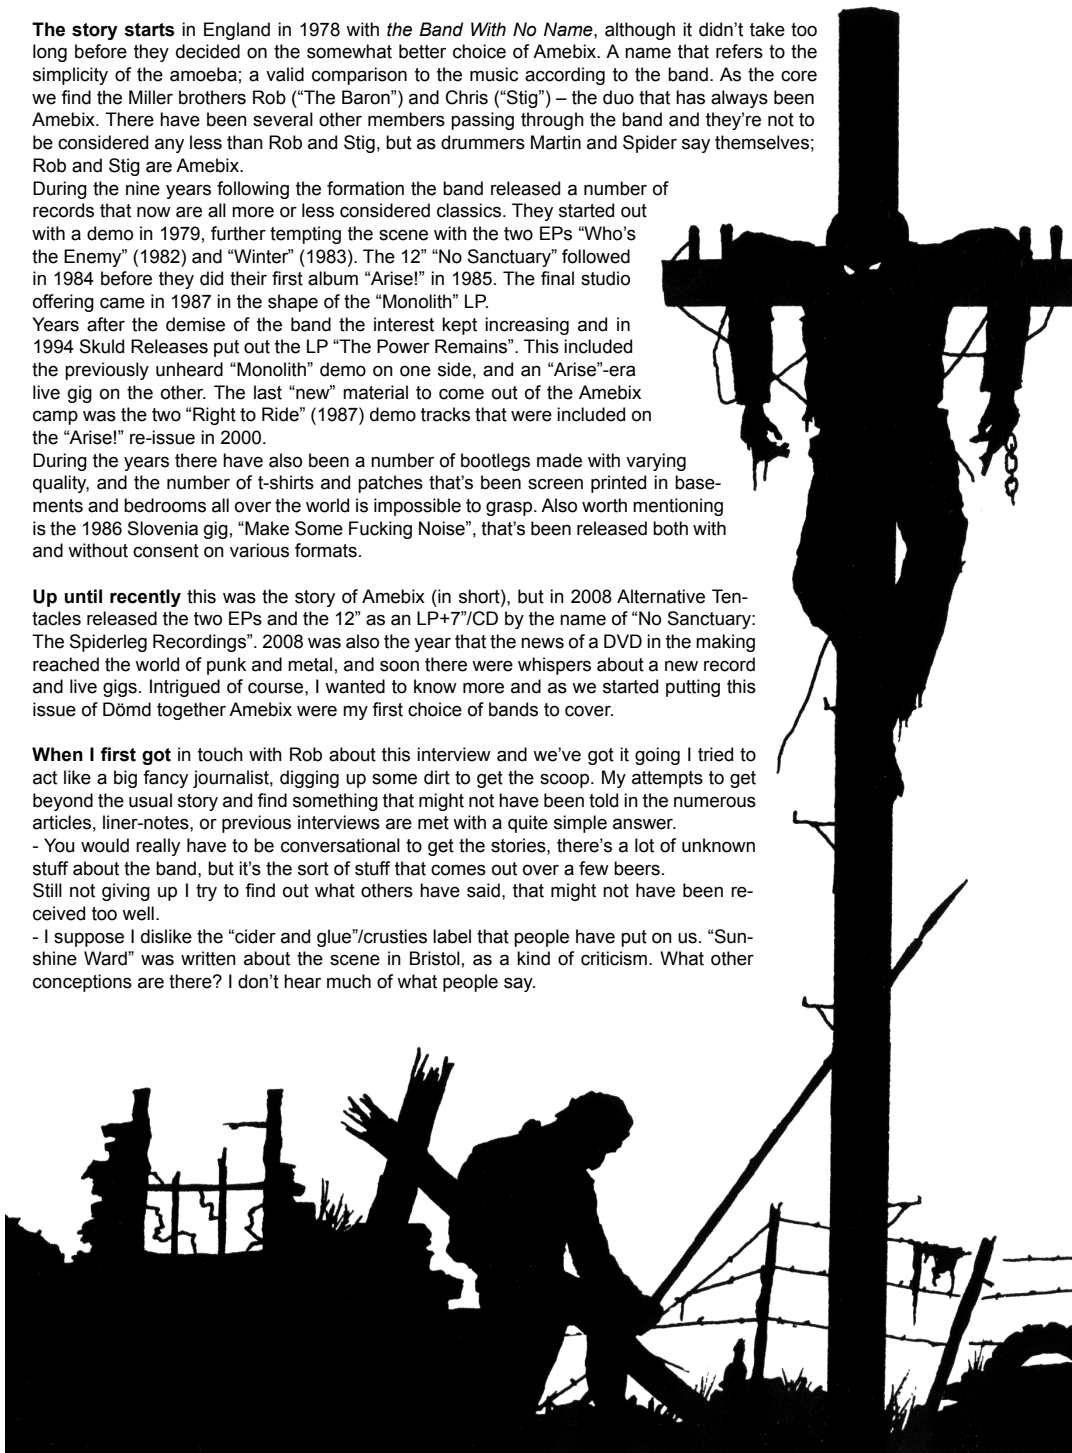 The story starts in England in 1978 with the Band With No Name, although it didn’t take too
long before they decided on the somewhat better choice of Amebix. A name that refers to the
simplicity of the amoeba; a valid comparison to the music according to the band. As the core
we find the Miller brothers Rob (“The Baron”) and Chris (“Stig”) – the duo that has always been
Amebix. There have been several other members passing through the band and they’re not to
be considered any less than Rob and Stig, but as drummers Martin and Spider say themselves;
Rob and Stig are Amebix.
During the nine years following the formation the band released a number of
records that now are all more or less considered classics. They started out
with a demo in 1979, further tempting the scene with the two EPs “Who’s
the Enemy” (1982) and “Winter” (1983). The 12” “No Sanctuary” followed
in 1984 before they did their first album “Arise!” in 1985. The final studio
offering came in 1987 in the shape of the “Monolith” LP.
Years after the demise of the band the interest kept increasing and in
1994 Skuld Releases put out the LP “The Power Remains”. This included
the previously unheard “Monolith” demo on one side, and an “Arise”-era
live gig on the other. The last “new” material to come out of the Amebix
camp was the two “Right to Ride” (1987) demo tracks that were included on
the “Arise!” re-issue in 2000.
During the years there have also been a number of bootlegs made with varying
quality, and the number of t-shirts and patches that’s been screen printed in base-
ments and bedrooms all over the world is impossible to grasp. Also worth mentioning
is the 1986 Slovenia gig, “Make Some Fucking Noise”, that’s been released both with
and without consent on various formats.
Up until recently this was the story of Amebix (in short), but in 2008 Alternative Ten-
tacles released the two EPs and the 12” as an LP+7”/CD by the name of “No Sanctuary:
The Spiderleg Recordings”. 2008 was also the year that the news of a DVD in the making
reached the world of punk and metal, and soon there were whispers about a new record
and live gigs. Intrigued of course, I wanted to know more and as we started putting this
issue of Dömd together Amebix were my first choice of bands to cover.
When I first got in touch with Rob about this interview and we’ve got it going I tried to
act like a big fancy journalist, digging up some dirt to get the scoop. My attempts to get
beyond the usual story and find something that might not have been told in the numerous
articles, liner-notes, or previous interviews are met with a quite simple answer.
- You would really have to be conversational to get the stories, there’s a lot of unknown
stuff about the band, but it’s the sort of stuff that comes out over a few beers.
Still not giving up I try to find out what others have said, that might not have been re-
ceived too well.
- I suppose I dislike the “cider and glue”/crusties label that people have put on us. “Sun-
shine Ward” was written about the scene in Bristol, as a kind of criticism. What other
conceptions are there? I don’t hear much of what people say.